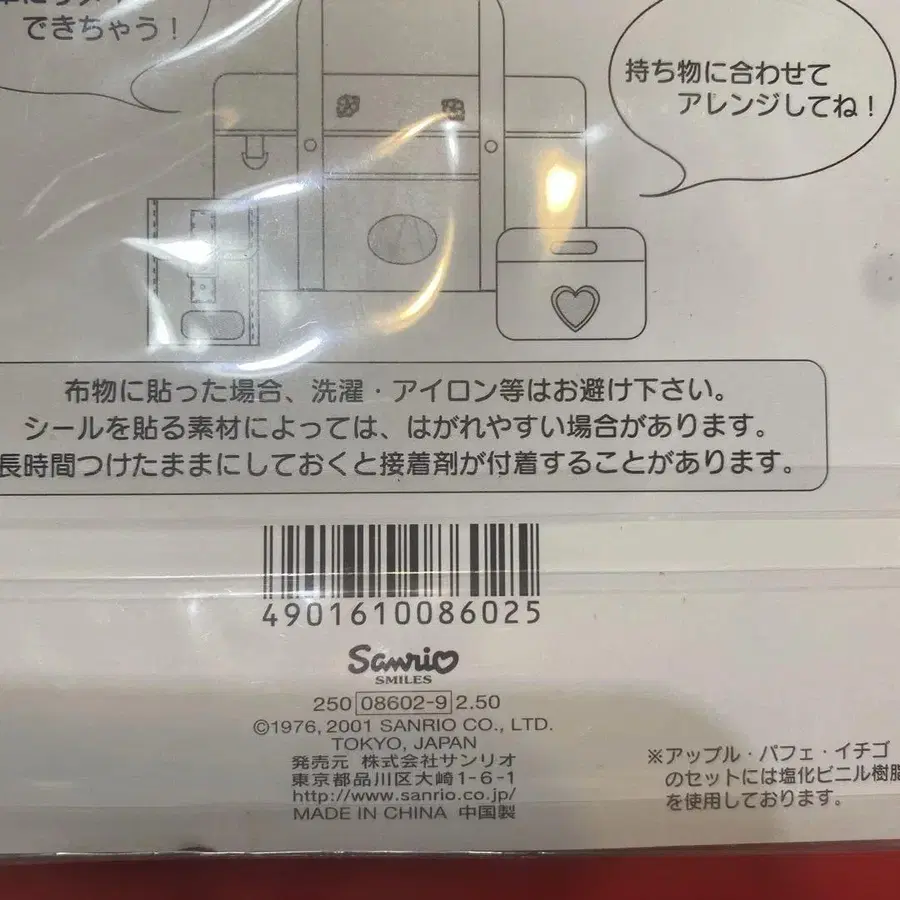 できちゃう！
持ち物に合わせて
アレンジしてね！
布物に貼った場合、洗濯・アイロン等はお避け下さい。
シールを貼る素材によっては、はがれやすい場合があります。
長時間つけたままにしておくと接着剤が付着することがあります。
4901610086025
Sanrio
SMILES
250 08602-9 2.50
©1976, 2001 SANRIO CO., LTD.
TOKYO, JAPAN
発売元 株式会社サンリオ
東京都品川区大崎1-6-1
http://www.sanrio.co.jp/
MADE IN CHINA 中国製
※アップル・パフェ・イチゴ
のセットには塩化ビニル樹脂
を使用しております。